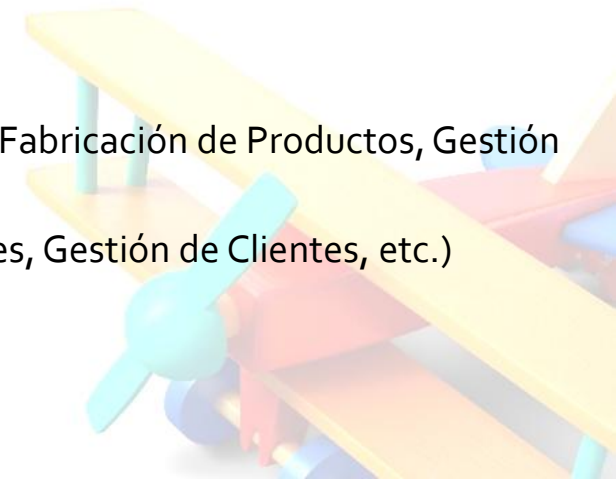 Fabricación de Productos, Gestión
es, Gestión de Clientes, etc.)